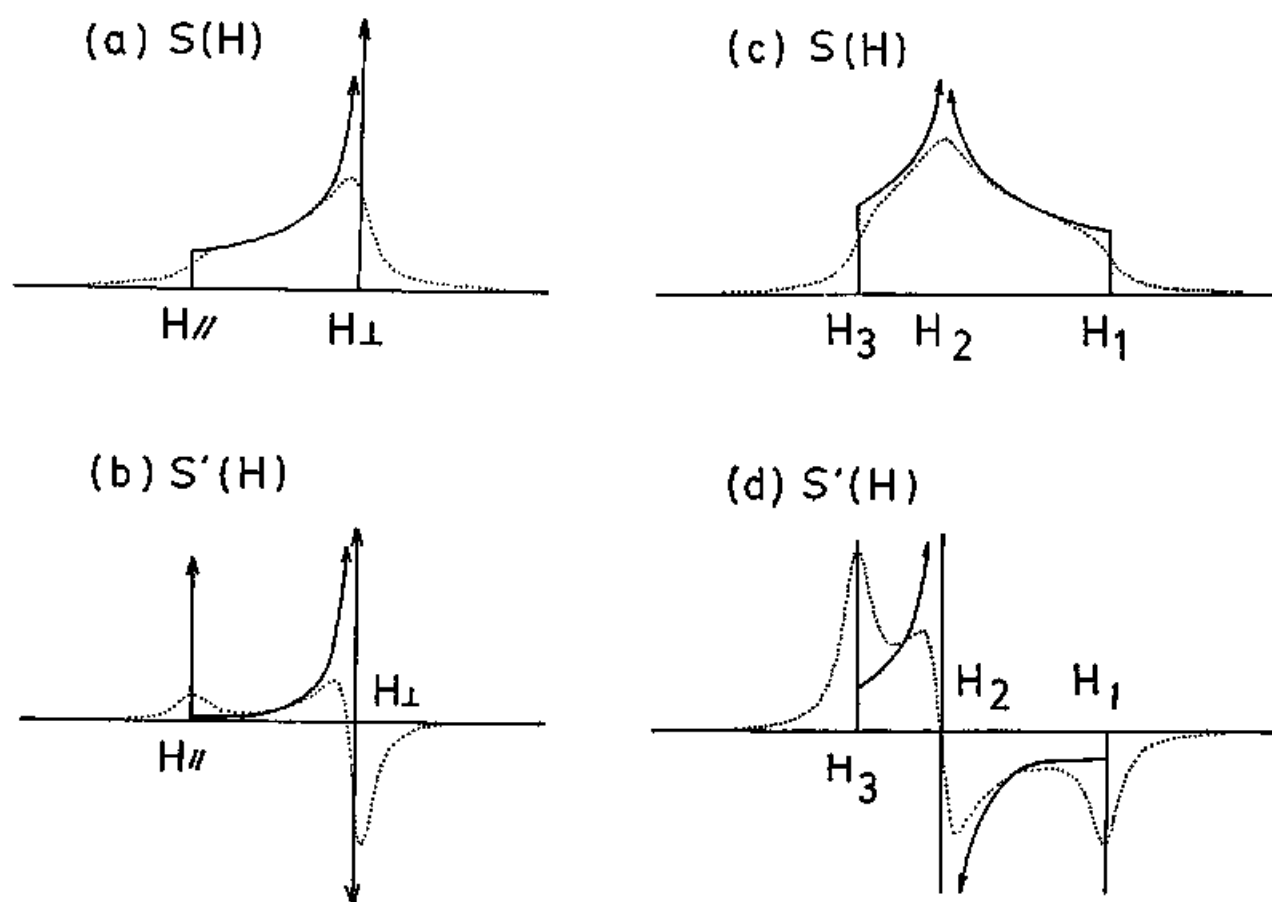 (a) S(H)
H// H⊥
(b) S′(H)
H⊥
H//
(c) S(H)
H3 H2 H1
(d) S′(H)
H2 H1
H3